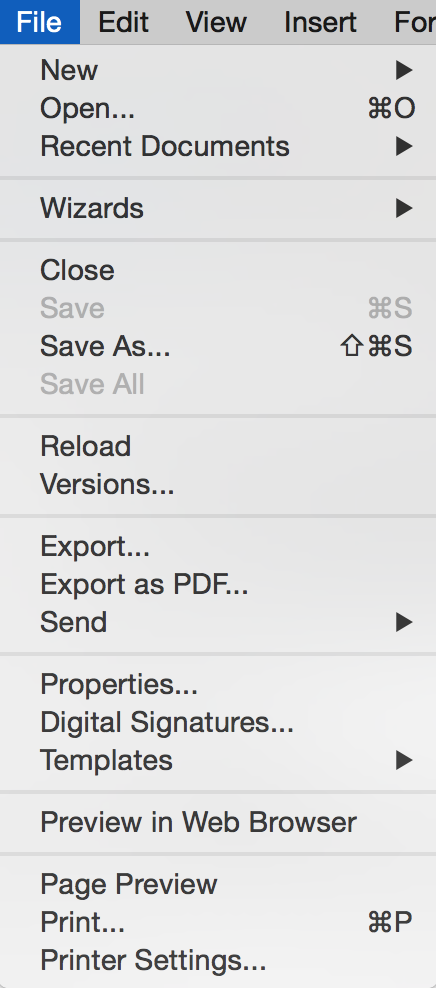 File Edit View Insert For
New ▶
Open... ⌘O
Recent Documents ▶
Wizards ▶
Close
Save ⌘S
Save As... ⇧⌘S
Save All
Reload
Versions...
Export...
Export as PDF...
Send ▶
Properties...
Digital Signatures...
Templates ▶
Preview in Web Browser
Page Preview
Print... ⌘P
Printer Settings...